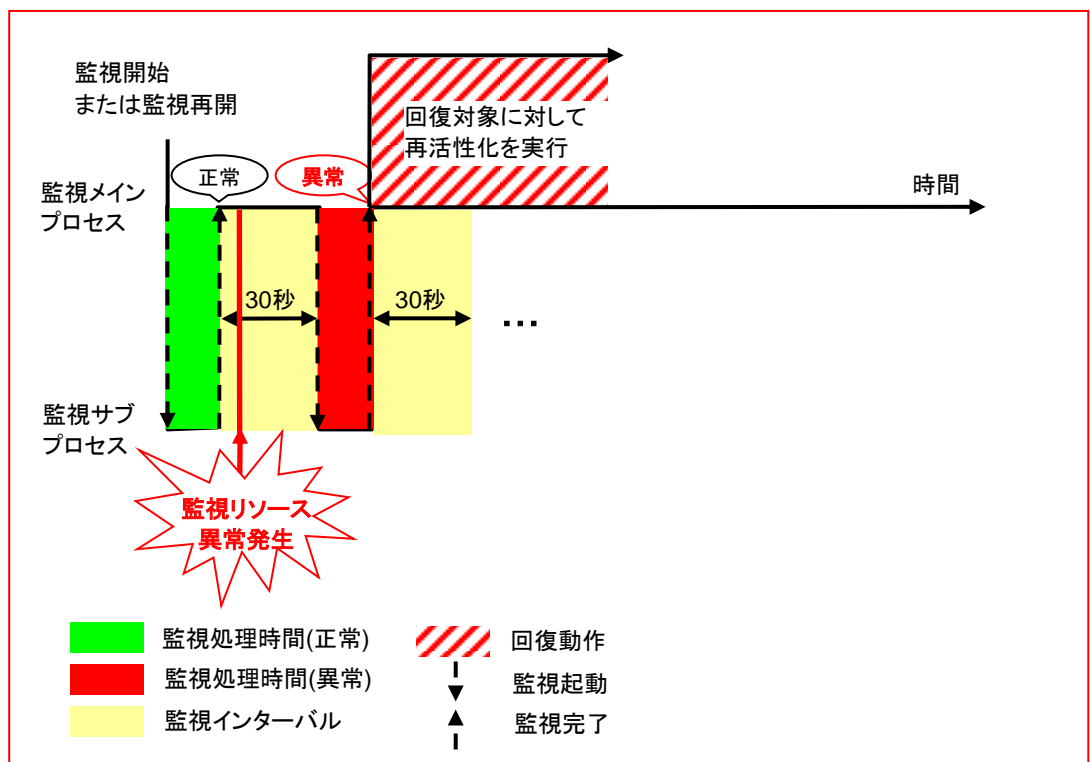 監視開始
または監視再開
回復対象に対して
再活性化を実行
正常
異常
時間
監視メイン
プロセス
30秒
30秒
…
監視サブ
プロセス
監視リソース
異常発生
監視処理時間(正常)
回復動作
監視処理時間(異常)
監視起動
監視インターバル
監視完了